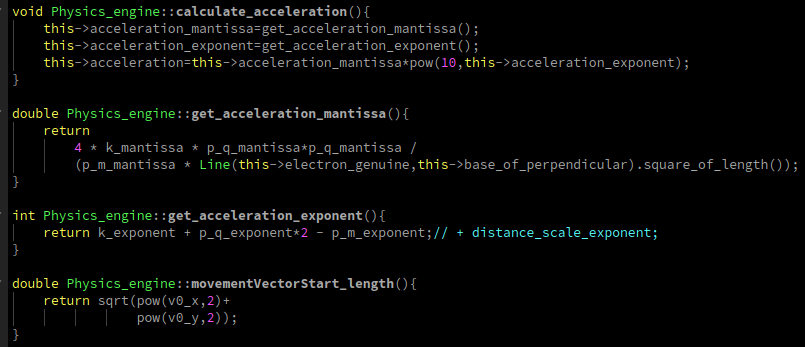 void Physics_engine::calculate_acceleration(){
    this->acceleration_mantissa=get_acceleration_mantissa();
    this->acceleration_exponent=get_acceleration_exponent();
    this->acceleration=this->acceleration_mantissa*pow(10,this->acceleration_exponent);
}
double Physics_engine::get_acceleration_mantissa(){
    return
        4 * k_mantissa * p_q_mantissa*p_q_mantissa /
        (p_m_mantissa * Line(this->electron_genuine,this->base_of_perpendicular).square_of_length());
}
int Physics_engine::get_acceleration_exponent(){
    return k_exponent + p_q_exponent*2 - p_m_exponent;// + distance_scale_exponent;
}
double Physics_engine::movementVectorStart_length(){
    return sqrt(pow(v0_x,2)+
                pow(v0_y,2));
}